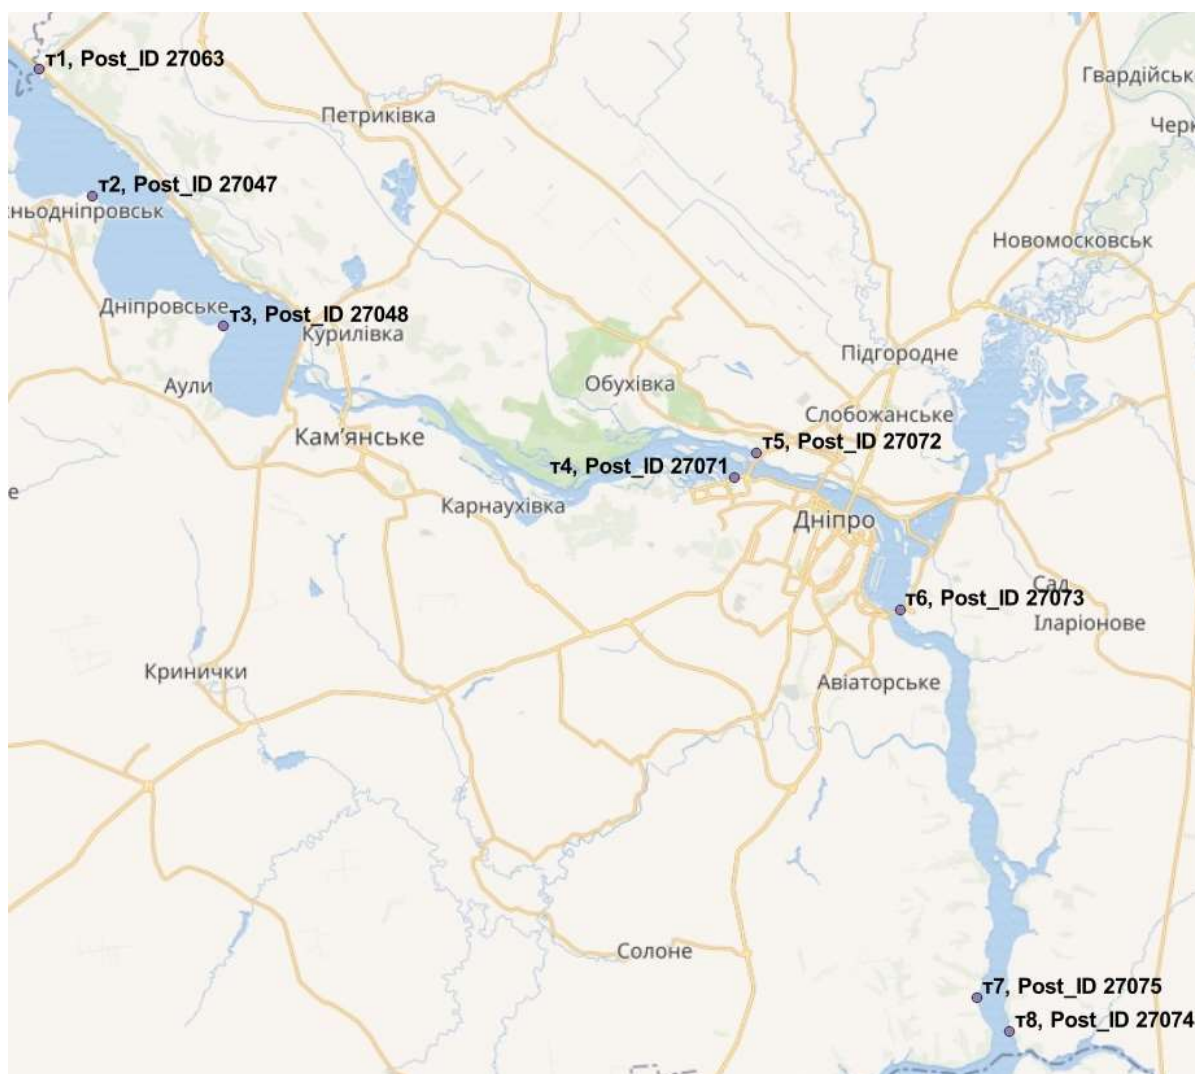 т1, Post_ID 27063
Гвардійськ
Петриківка
Черк
т2, Post_ID 27047
ньодніпровськ
Новомосковськ
Дніпровське
т3, Post_ID 27048
Курилівка
Підгородне
Аули
Обухівка
Слобожанське
Кам'янське
т5, Post_ID 27072
т4, Post_ID 27071
е
Карнаухівка
Дніпро
Сад
т6, Post_ID 27073
Іларіонове
Кринички
Авіаторське
Солоне
т7, Post_ID 27075
т8, Post_ID 27074